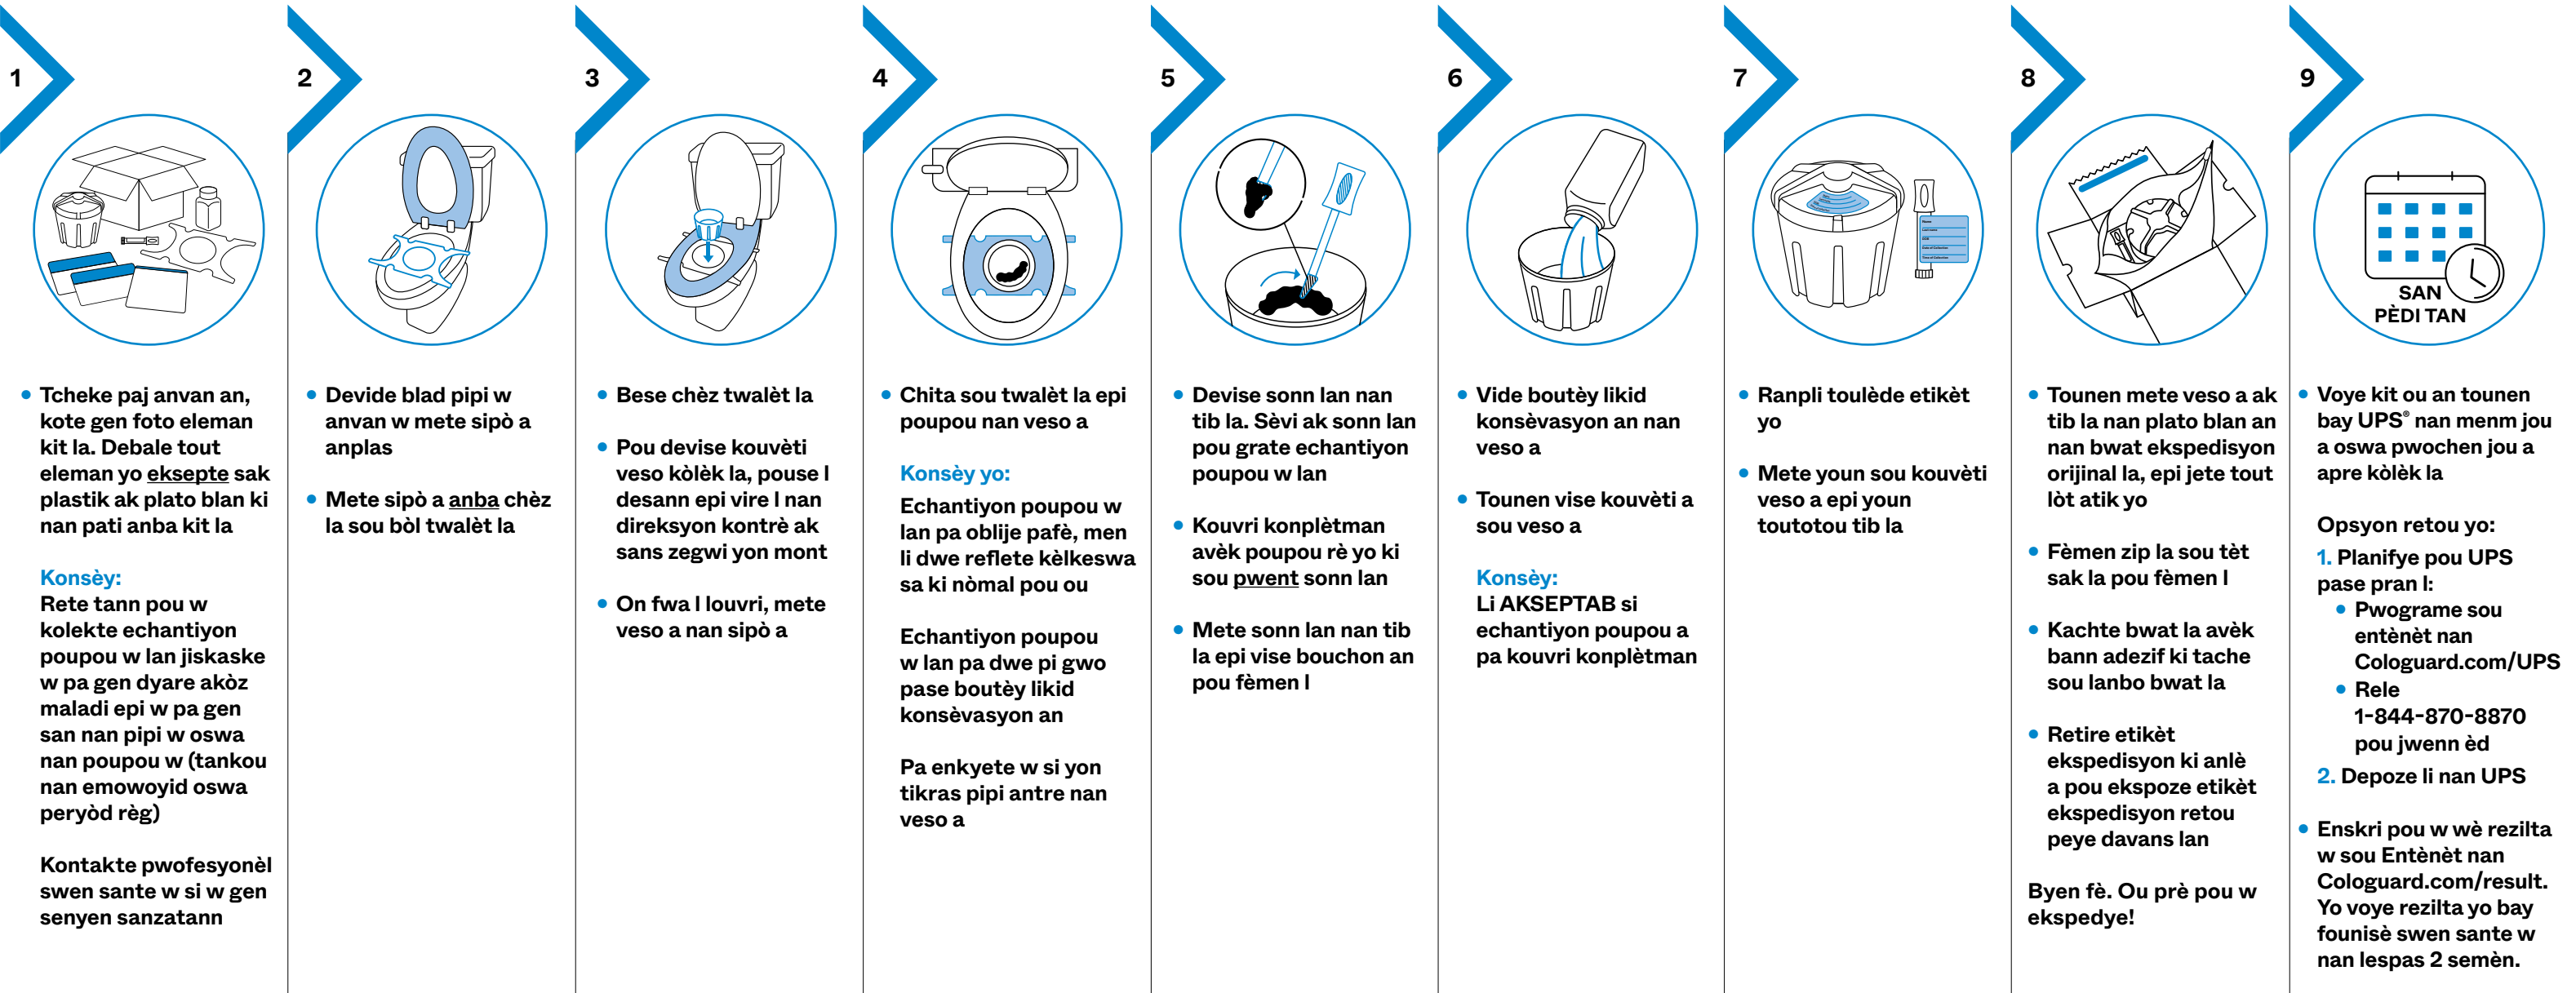 1
Tcheke paj anvan an,
kote gen foto eleman
kit la. Debale tout
eleman yo eksepte sak
plastik ak plato blan ki
nan pati anba kit la
Konsèy:
Rete tann pou w
kolekte echantiyon
poupou w lan jiskaske
w pa gen dyare akòz
maladi epi w pa gen
san nan pipi w oswa
nan poupou w (tankou
nan emowoyid oswa
peryòd règ)
Kontakte pwofesyonèl
swen sante w si w gen
senyen sanzatann
2
Devide blad pipi w
anvan w mete sipò a
anplas
Mete sipò a anba chèz
la sou bòl twalèt la
3
Bese chèz twalèt la
Pou devise kouvèti
veso kòlèk la, pouse l
desann epi vire l nan
direksyon kontrè ak
sans zegwi yon mont
On fwa l louvri, mete
veso a nan sipò a
4
Chita sou twalèt la epi
poupou nan veso a
Konsèy yo:
Echantiyon poupou w
lan pa oblije pafè, men
li dwe reflete kèlkeswa
sa ki nòmal pou ou
Echantiyon poupou
w lan pa dwe pi gwo
pase boutèy likid
konsèvasyon an
Pa enkyete w si yon
tikras pipi antre nan
veso a
5
Devise sonn lan nan
tib la. Sèvi ak sonn lan
pou grate echantiyon
poupou w lan
Kouvri konplètman
avèk poupou rè yo ki
sou pwent sonn lan
Mete sonn lan nan tib
la epi vise bouchon an
pou fèmen l
6
Vide boutèy likid
konsèvasyon an nan
veso a
Tounen vise kouvèti a
sou veso a
Konsèy:
Li AKSEPTAB si
echantiyon poupou a
pa kouvri konplètman
7
Ranpli toulède etikèt
yo
Mete youn sou kouvèti
veso a epi youn
toutotou tib la
8
Tounen mete veso a ak
tib la nan plato blan an
nan bwat ekspedisyon
orijinal la, epi jete tout
lòt atik yo
Fèmen zip la sou tèt
sak la pou fèmen l
Kachte bwat la avèk
bann adezif ki tache
sou lanbo bwat la
Retire etikèt
ekspedisyon ki anlè
a pou ekspoze etikèt
ekspedisyon retou
peye davans lan
Byen fè. Ou prè pou w
ekspedye!
9
SAN
PÈDI TAN
Voye kit ou an tounen
bay UPS® nan menm jou
a oswa pwochen jou a
apre kòlèk la
Opsyon retou yo:
1. Planifye pou UPS
pase pran l:
Pwograme sou
entènèt nan
Cologuard.com/UPS
Rele
1-844-870-8870
pou jwenn èd
2. Depoze li nan UPS
Enskri pou w wè rezilta
w sou Entènèt nan
Cologuard.com/result.
Yo voye rezilta yo bay
founisè swen sante w
nan lespas 2 semèn.